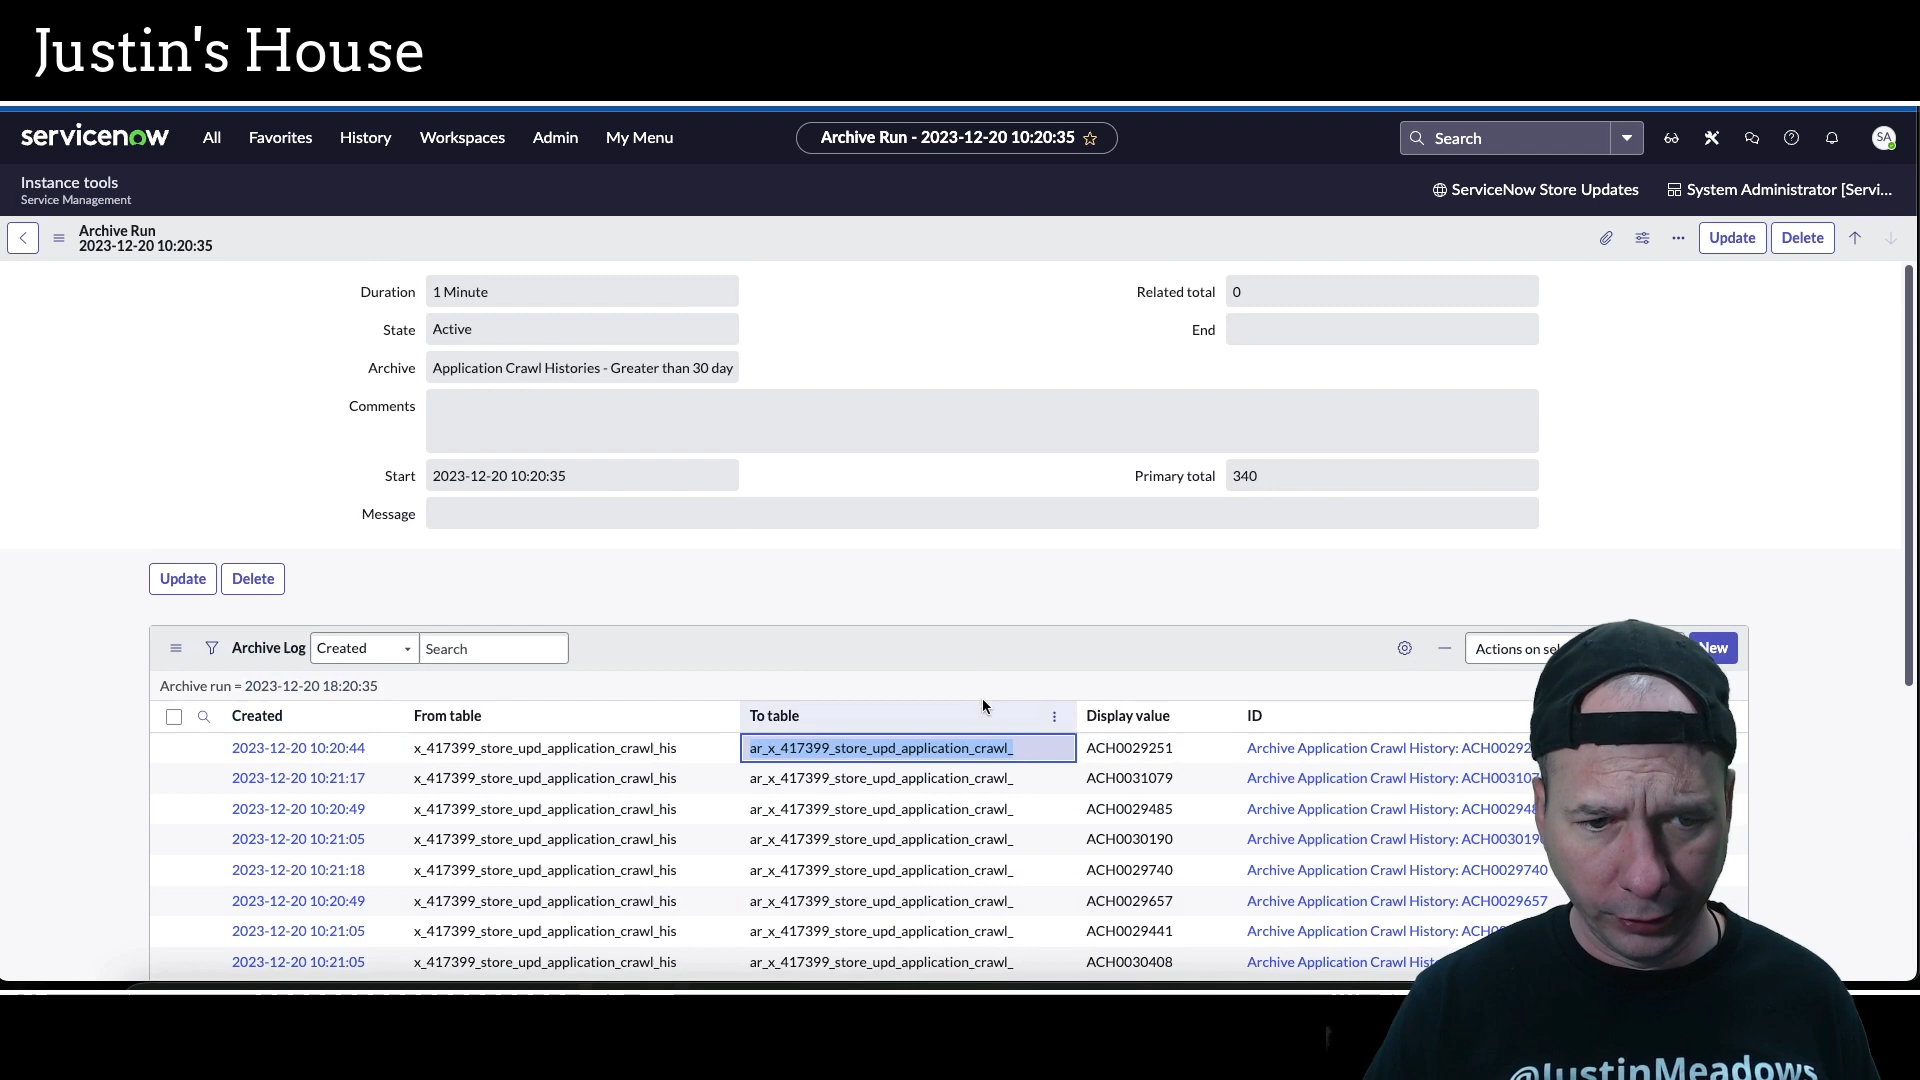 Justin's House
servicenow All Favorites History Workspaces Admin My Menu Archive Run - 2023-12-20 10:20:35 Search SA
Instance tools
Service Management
ServiceNow Store Updates System Administrator [Servi...
Archive Run
2023-12-20 10:20:35
Update Delete
Duration 1 Minute Related total 0
State Active End
Archive Application Crawl Histories - Greater than 30 day
Comments
Start 2023-12-20 10:20:35 Primary total 340
Message
Update Delete
Archive Log Created Search Actions on sel New
Archive run = 2023-12-20 18:20:35
Created From table To table Display value ID
2023-12-20 10:20:44 x_417399_store_upd_application_crawl_his ar_x_417399_store_upd_application_crawl_ ACH0029251 Archive Application Crawl History: ACH00292
2023-12-20 10:21:17 x_417399_store_upd_application_crawl_his ar_x_417399_store_upd_application_crawl_ ACH0031079 Archive Application Crawl History: ACH003107
2023-12-20 10:20:49 x_417399_store_upd_application_crawl_his ar_x_417399_store_upd_application_crawl_ ACH0029485 Archive Application Crawl History: ACH002948
2023-12-20 10:21:05 x_417399_store_upd_application_crawl_his ar_x_417399_store_upd_application_crawl_ ACH0030190 Archive Application Crawl History: ACH0030190
2023-12-20 10:21:18 x_417399_store_upd_application_crawl_his ar_x_417399_store_upd_application_crawl_ ACH0029740 Archive Application Crawl History: ACH0029740
2023-12-20 10:20:49 x_417399_store_upd_application_crawl_his ar_x_417399_store_upd_application_crawl_ ACH0029657 Archive Application Crawl History: ACH0029657
2023-12-20 10:21:05 x_417399_store_upd_application_crawl_his ar_x_417399_store_upd_application_crawl_ ACH0029441 Archive Application Crawl History:
2023-12-20 10:21:05 x_417399_store_upd_application_crawl_his ar_x_417399_store_upd_application_crawl_ ACH0030408 Archive Application Crawl
@JustinMeadows